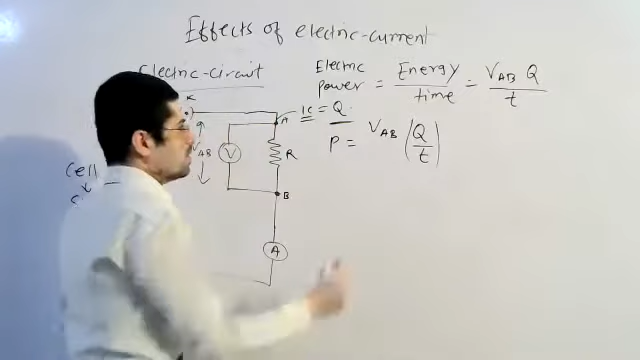 Effects of electric-current
Electric-circuit
Electric power = Energy / time = V_AB Q / t
K
A 1C = Q.
P = V_AB (Q / t)
V_AB
V
R
Cell
B
A